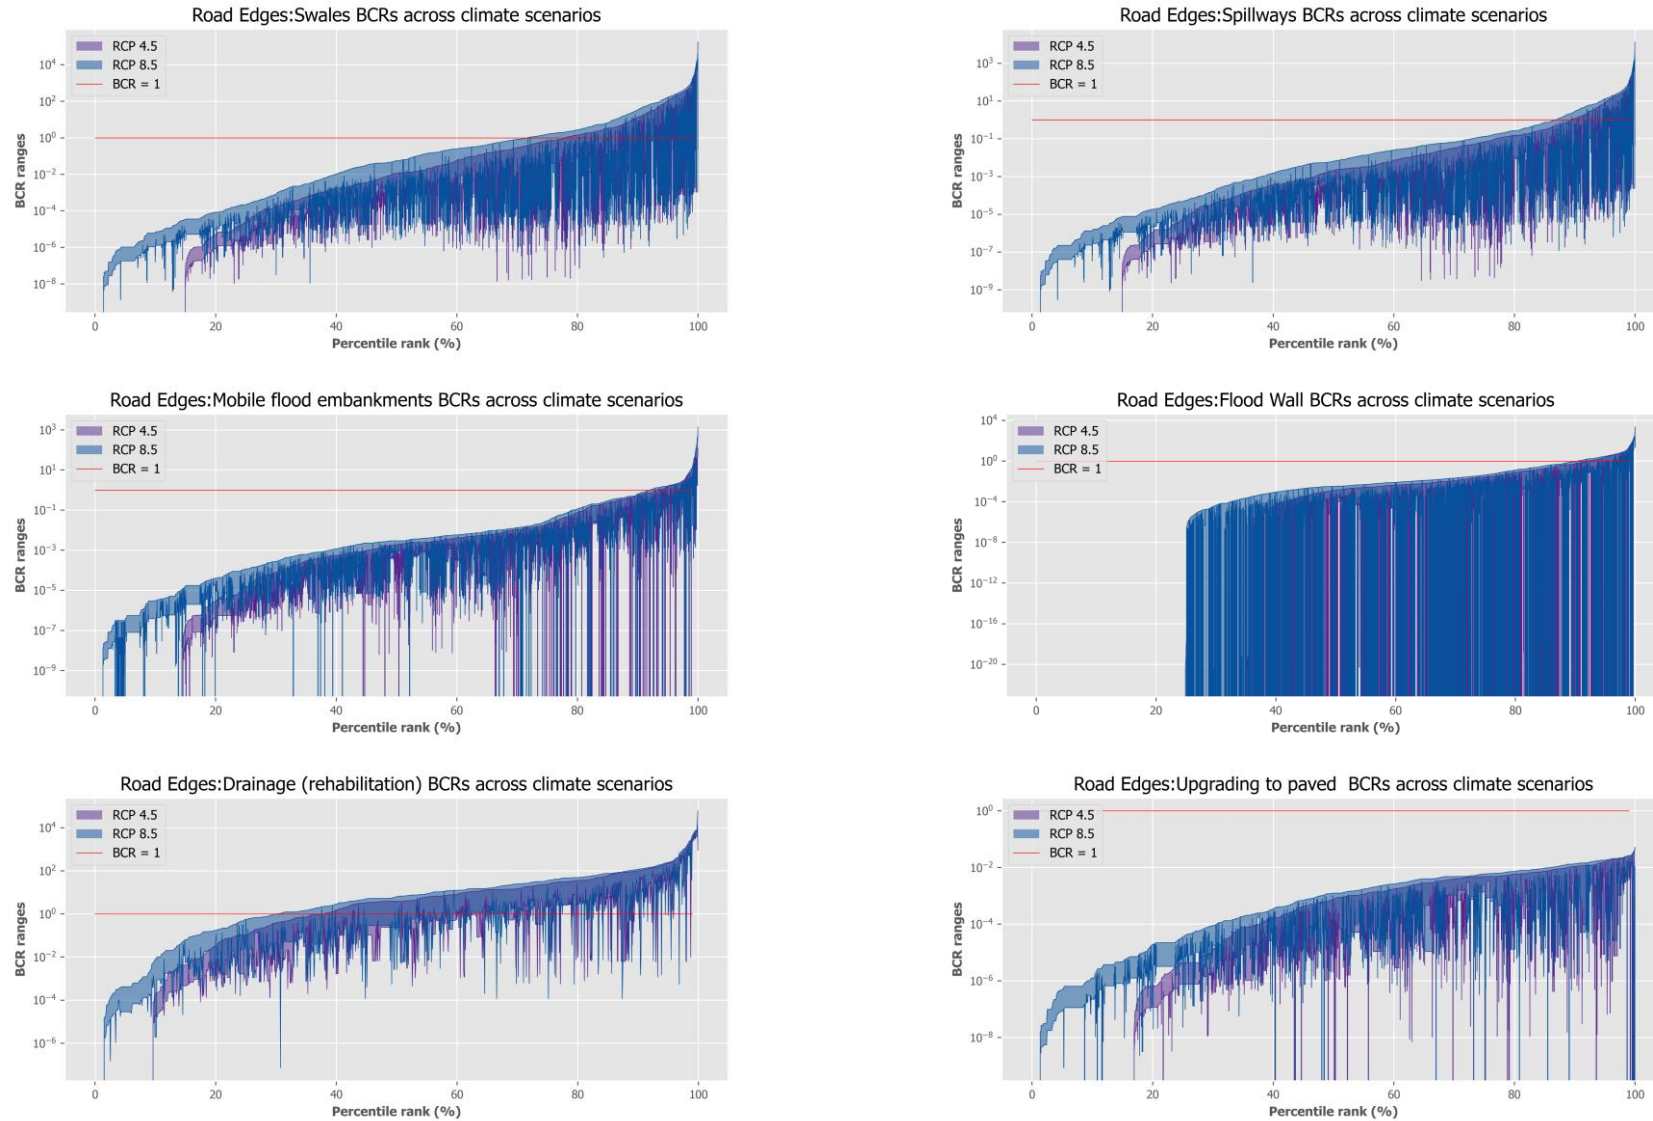 Road Edges:Swales BCRs across climate scenarios
RCP 4.5
RCP 8.5
BCR = 1
10⁴
10²
10⁰
10⁻²
10⁻⁴
10⁻⁶
10⁻⁸
BCR ranges
0 20 40 60 80 100
Percentile rank (%)
Road Edges:Spillways BCRs across climate scenarios
RCP 4.5
RCP 8.5
BCR = 1
10³
10¹
10⁻¹
10⁻³
10⁻⁵
10⁻⁷
10⁻⁹
BCR ranges
0 20 40 60 80 100
Percentile rank (%)
Road Edges:Mobile flood embankments BCRs across climate scenarios
RCP 4.5
RCP 8.5
BCR = 1
10³
10¹
10⁻¹
10⁻³
10⁻⁵
10⁻⁷
10⁻⁹
BCR ranges
0 20 40 60 80 100
Percentile rank (%)
Road Edges:Flood Wall BCRs across climate scenarios
RCP 4.5
RCP 8.5
BCR = 1
10⁴
10⁰
10⁻⁴
10⁻⁸
10⁻¹²
10⁻¹⁶
10⁻²⁰
BCR ranges
0 20 40 60 80 100
Percentile rank (%)
Road Edges:Drainage (rehabilitation) BCRs across climate scenarios
RCP 4.5
RCP 8.5
BCR = 1
10⁴
10²
10⁰
10⁻²
10⁻⁴
10⁻⁶
BCR ranges
0 20 40 60 80 100
Percentile rank (%)
Road Edges:Upgrading to paved  BCRs across climate scenarios
RCP 4.5
RCP 8.5
BCR = 1
10⁰
10⁻²
10⁻⁴
10⁻⁶
10⁻⁸
BCR ranges
0 20 40 60 80 100
Percentile rank (%)